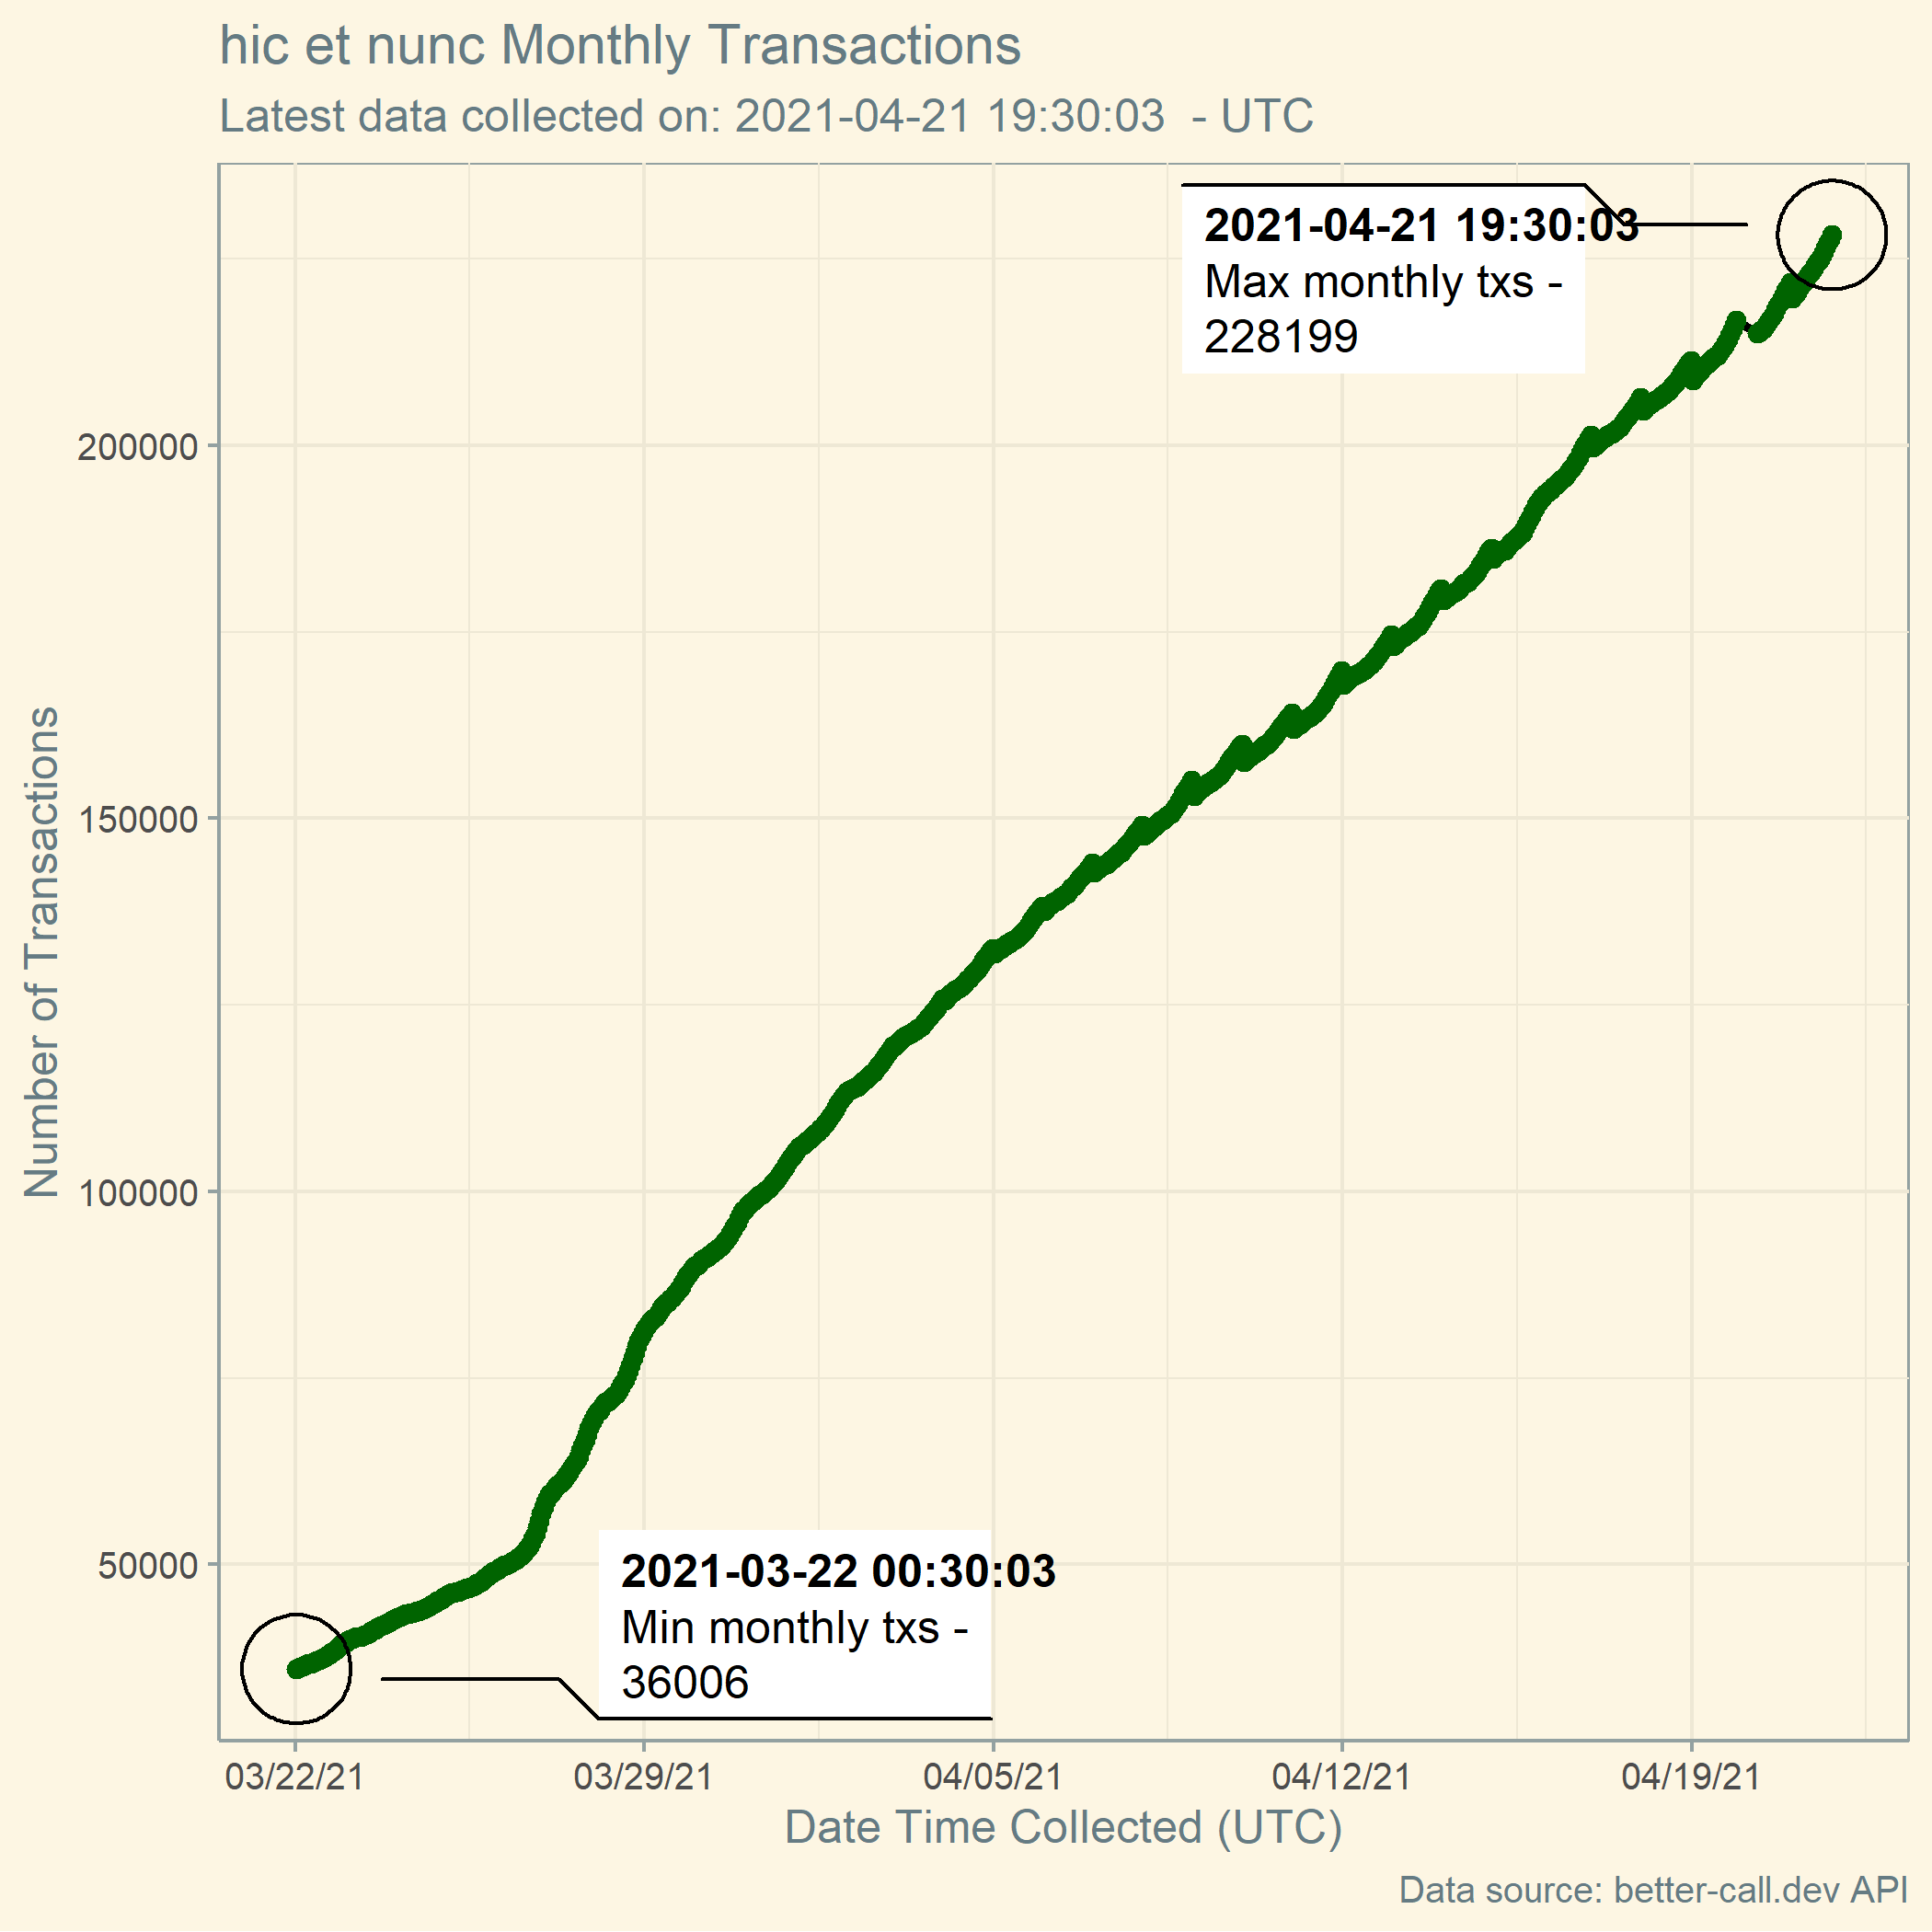 hic et nunc Monthly Transactions
Latest data collected on: 2021-04-21 19:30:03  - UTC
2021-04-21 19:30:03
Max monthly txs -
228199
Number of Transactions
200000
150000
100000
50000
2021-03-22 00:30:03
Min monthly txs -
36006
03/22/21 03/29/21 04/05/21 04/12/21 04/19/21
Date Time Collected (UTC)
Data source: better-call.dev API